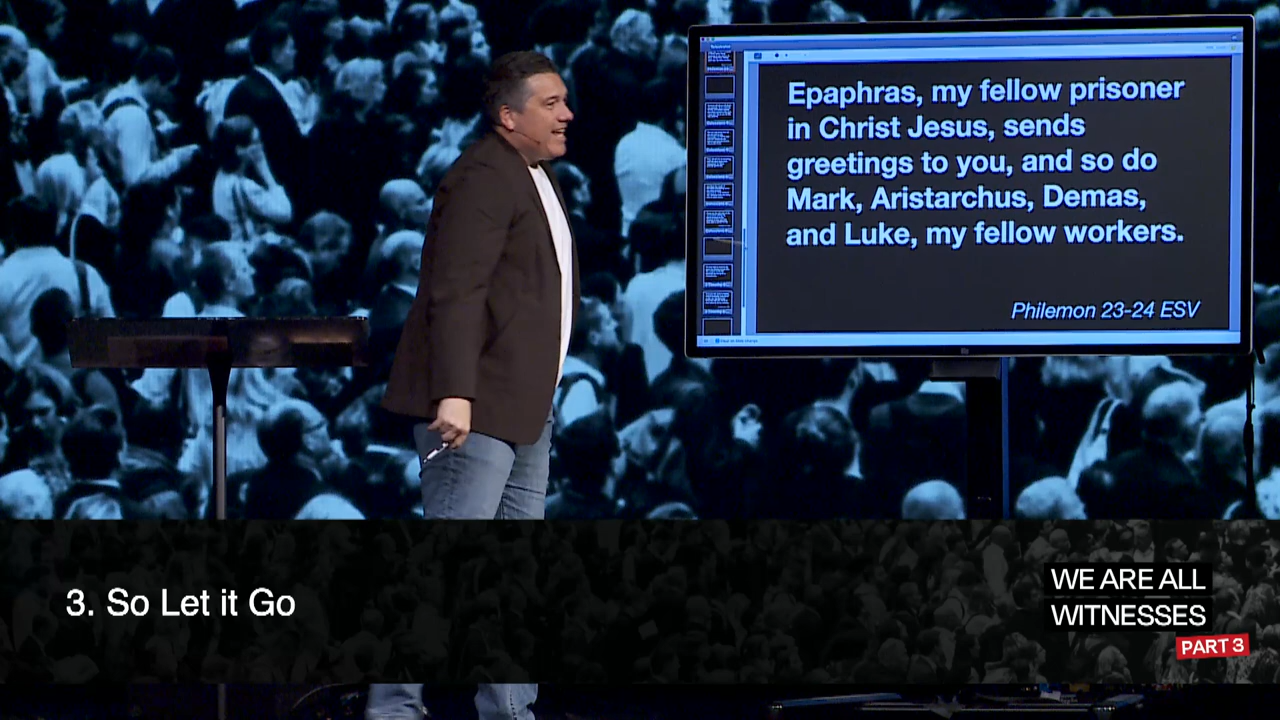 Epaphras, my fellow prisoner
in Christ Jesus, sends
greetings to you, and so do
Mark, Aristarchus, Demas,
and Luke, my fellow workers.
Philemon 23-24 ESV
3. So Let it Go
WE ARE ALL
WITNESSES
PART 3